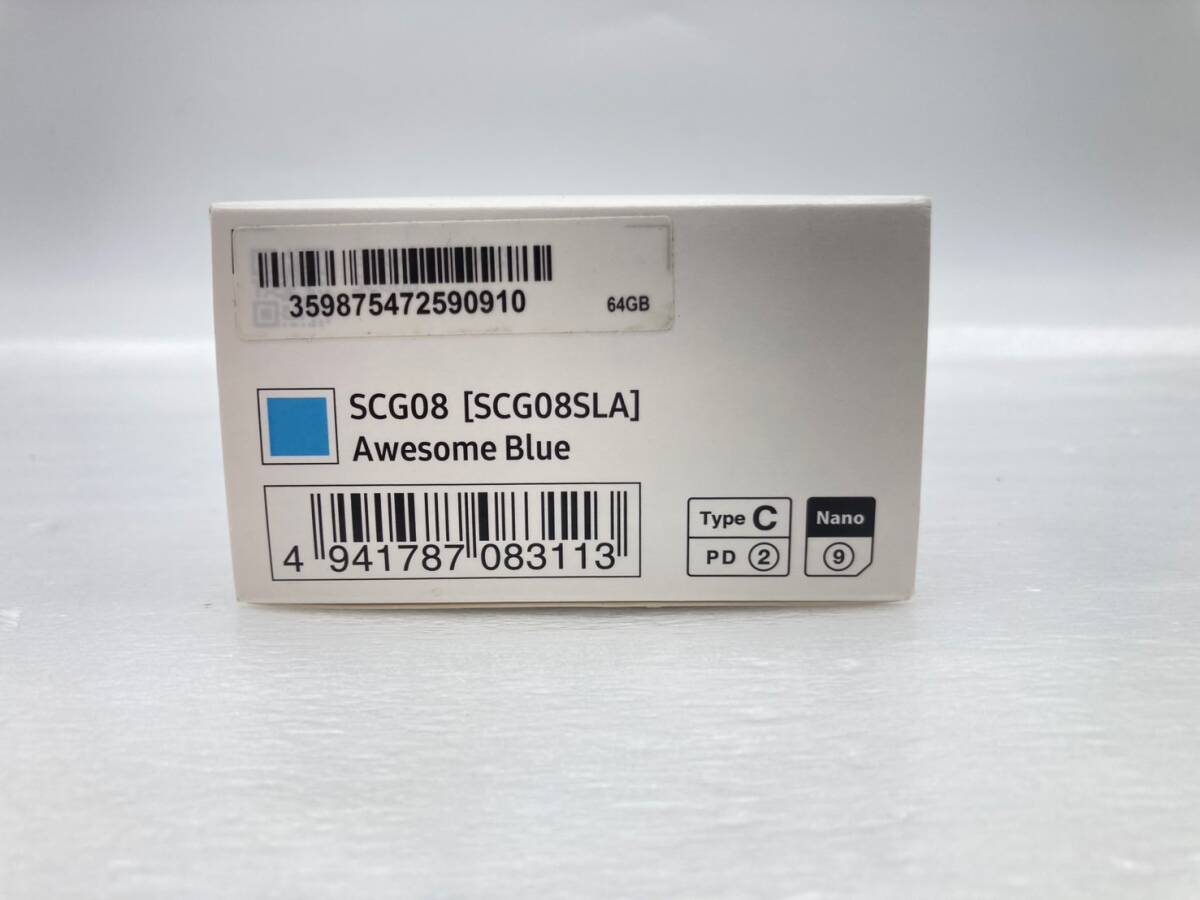 359875472590910
64GB
SCG08 [SCG08SLA]
Awesome Blue
4 941787 083113
Type C
PD ②
Nano
⑨